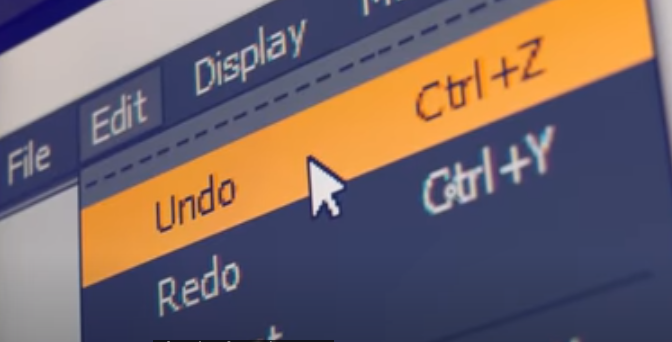 File Edit Display
Undo Ctrl+Z
Redo Ctrl+Y